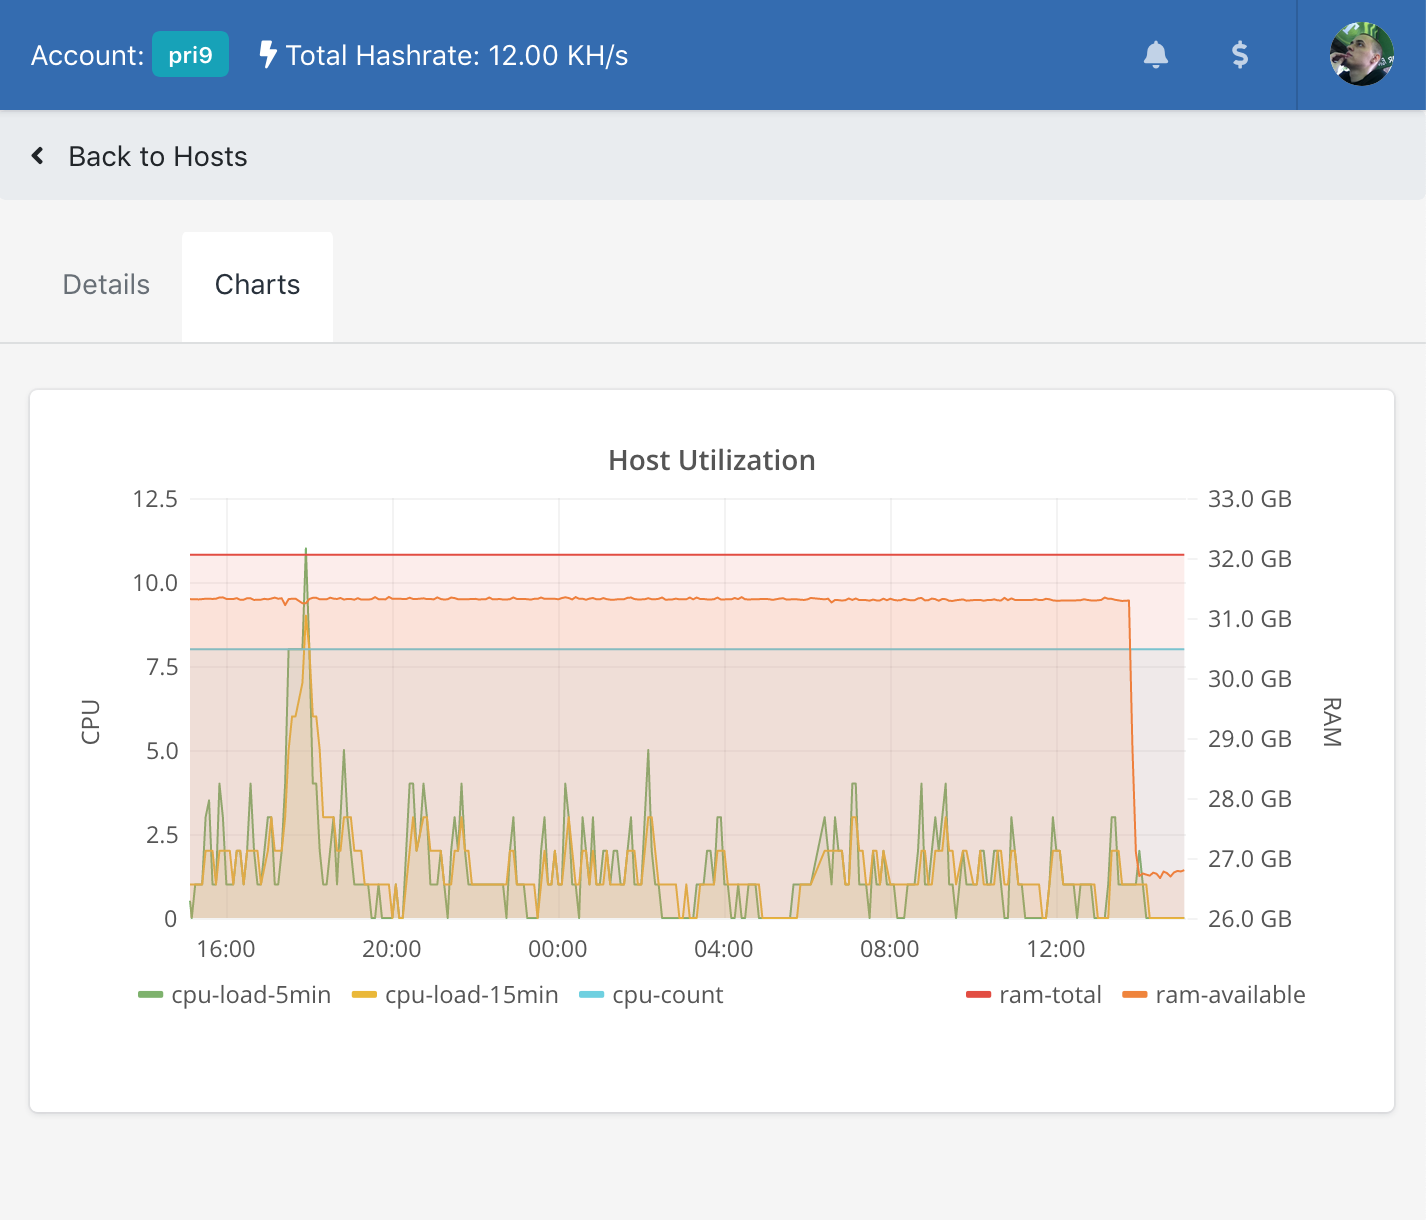 Account: pri9 Total Hashrate: 12.00 KH/s $
Back to Hosts
Details Charts
Host Utilization
12.5 33.0 GB
32.0 GB
10.0
31.0 GB
7.5 30.0 GB
CPU RAM
5.0 29.0 GB
28.0 GB
2.5
27.0 GB
0 26.0 GB
16:00 20:00 00:00 04:00 08:00 12:00
cpu-load-5min cpu-load-15min cpu-count ram-total ram-available